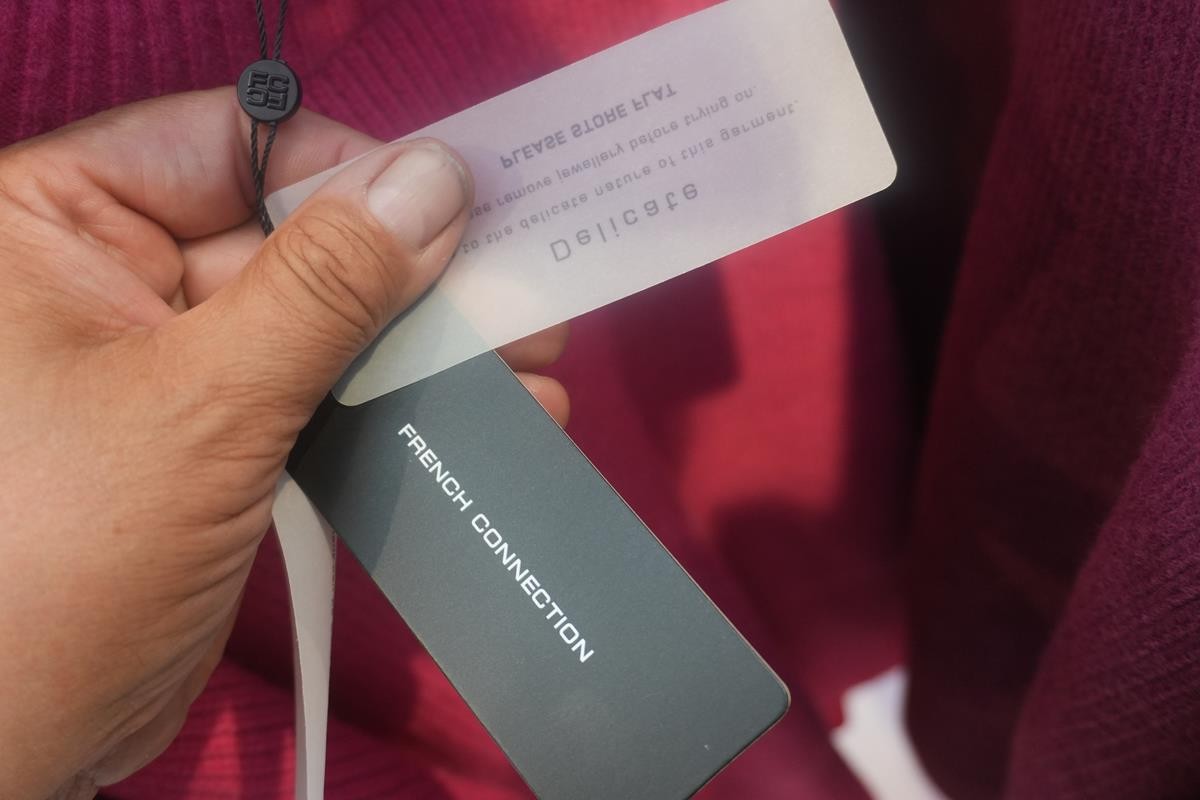 Delicate
to the delicate nature of this garment.
remove jewellery before trying on.
PLEASE STORE FLAT
FRENCH CONNECTION